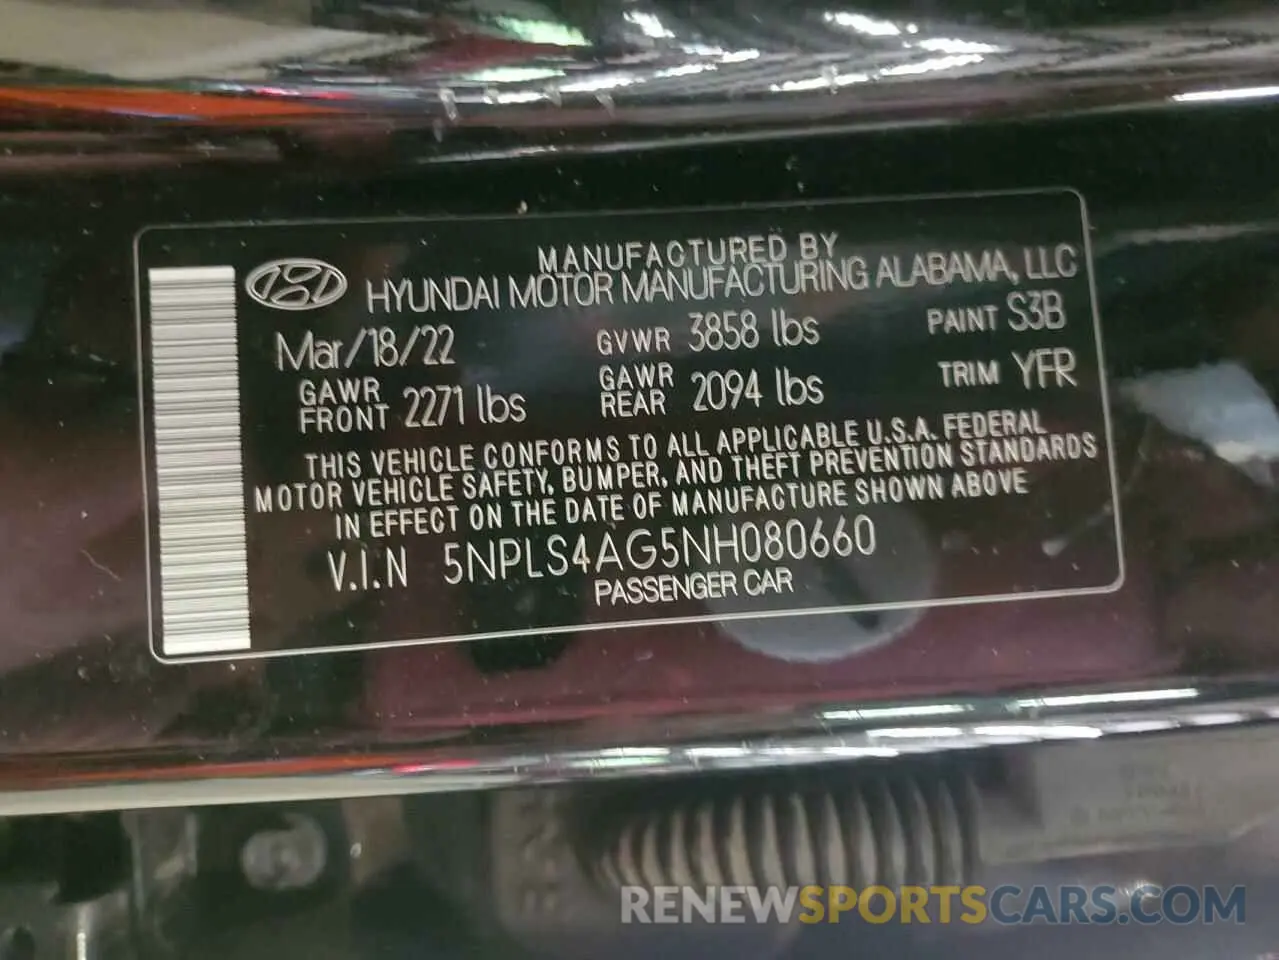 MANUFACTURED BY
HYUNDAI MOTOR MANUFACTURING ALABAMA, LLC
Mar/18/22 GVWR 3858 lbs PAINT S3B
GAWR FRONT 2271 lbs GAWR REAR 2094 lbs TRIM YFR
THIS VEHICLE CONFORMS TO ALL APPLICABLE U.S.A. FEDERAL
MOTOR VEHICLE SAFETY, BUMPER, AND THEFT PREVENTION STANDARDS
IN EFFECT ON THE DATE OF MANUFACTURE SHOWN ABOVE
V.I.N 5NPLS4AG5NH080660
PASSENGER CAR
RENEWSPORTSCARS.COM